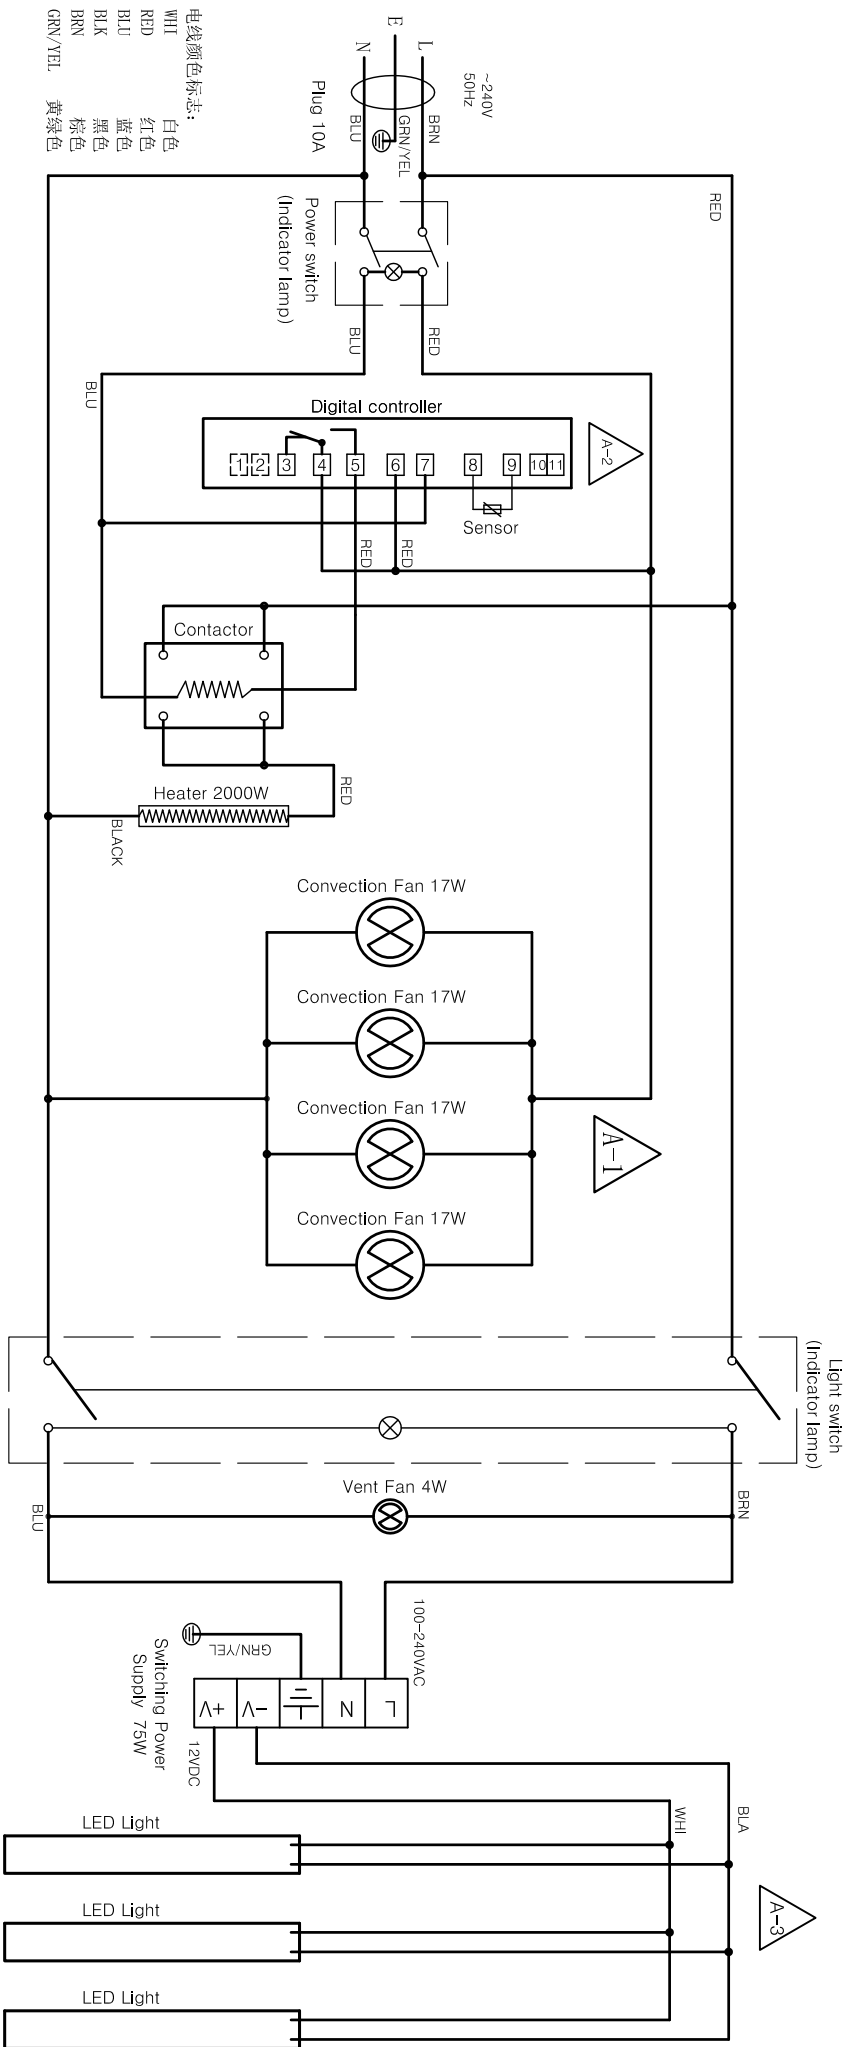 电线颜色标志:
WHI 白色
RED 红色
BLU 蓝色
BLK 黑色
BRN 棕色
GRN/YEL 黄绿色
~240V
50Hz
L
E
N
BRN
GRN/YEL
BLU
Plug 10A
RED
Power switch
(Indicator lamp)
RED
BLU
BLU
Digital controller
A-2
1 2 3 4 5 6 7 8 9 10 11
Sensor
RED
RED
Contactor
Heater 2000W
RED
BLACK
Convection Fan 17W
Convection Fan 17W
Convection Fan 17W
Convection Fan 17W
A-1
Light switch
(Indicator lamp)
Vent Fan 4W
BRN
BLU
100-240VAC
GRN/YEL
L
N
V-
V+
Switching Power
Supply 75W
12VDC
BLA
WHI
A-3
LED Light
LED Light
LED Light